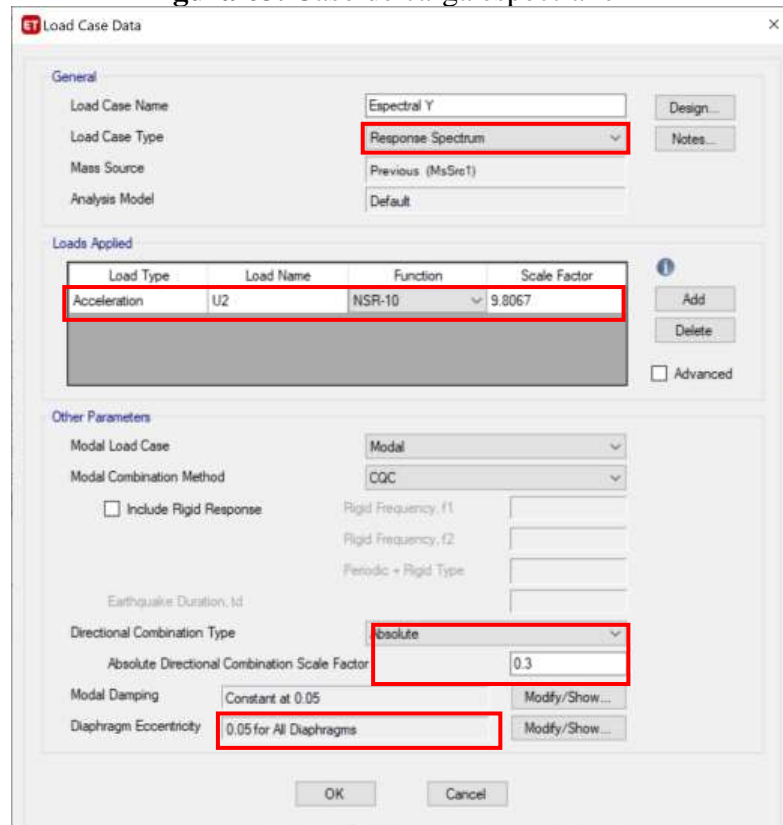 Load Case Data
General
Load Case Name Espectral Y Design...
Load Case Type Response Spectrum Notes...
Mass Source Previous (MsSrc1)
Analysis Model Default
Loads Applied
Load Type Load Name Function Scale Factor
Acceleration U2 NSR-10 9.8067 Add
Delete
Advanced
Other Parameters
Modal Load Case Modal
Modal Combination Method CQC
Include Rigid Response Rigid Frequency, f1
Rigid Frequency, f2
Periodic + Rigid Type
Earthquake Duration, td
Directional Combination Type Absolute
Absolute Directional Combination Scale Factor 0.3
Modal Damping Constant at 0.05 Modify/Show...
Diaphragm Eccentricity 0.05 for All Diaphragms Modify/Show...
OK Cancel